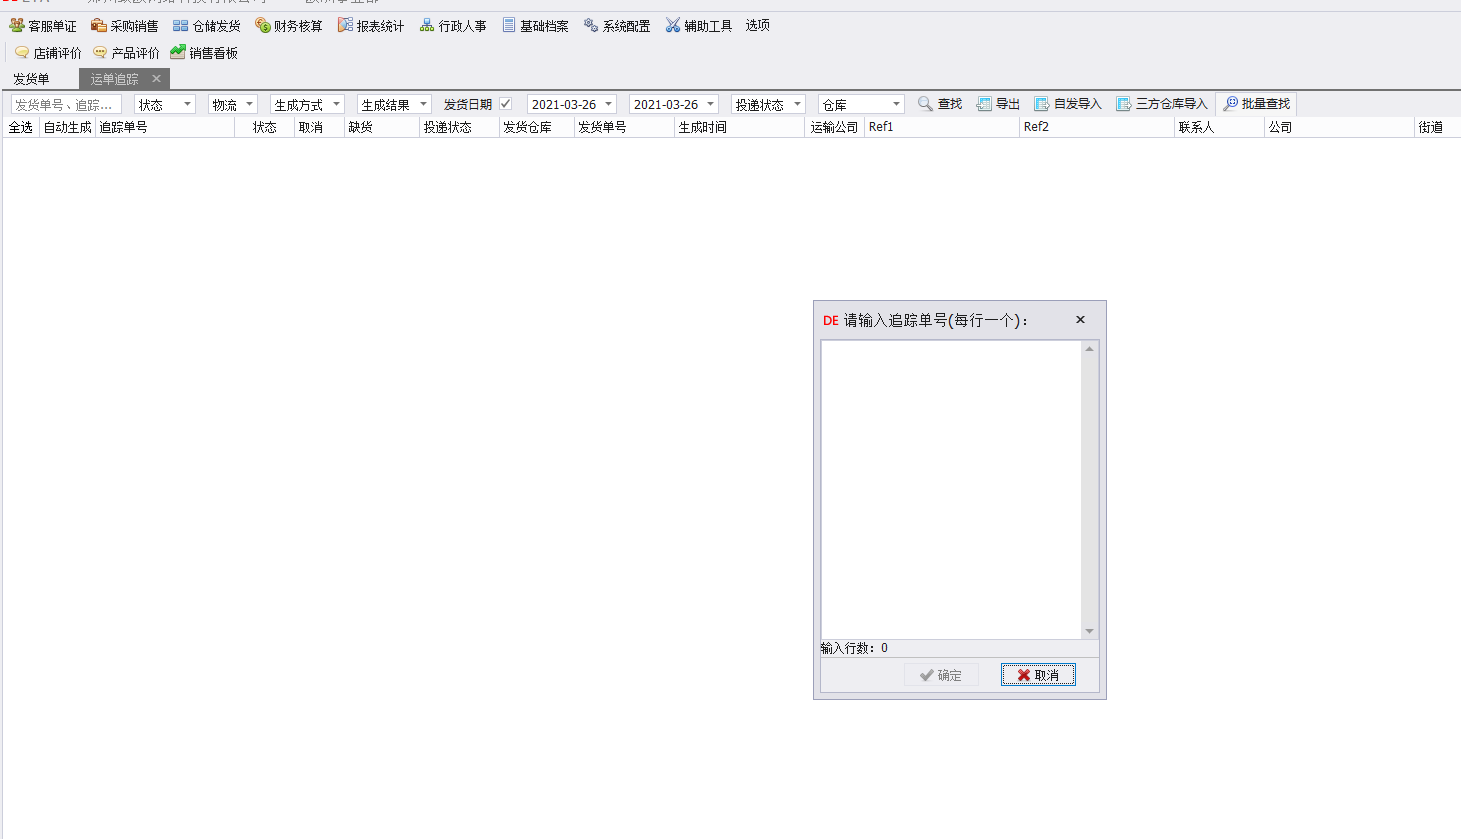 客服单证 采购销售 仓储发货 财务核算 报表统计 行政人事 基础档案 系统配置 辅助工具 选项
店铺评价 产品评价 销售看板
发货单 运单追踪
发货单号、追踪... 状态 物流 生成方式 生成结果 发货日期 2021-03-26 2021-03-26 投递状态 仓库 查找 导出 自发导入 三方仓库导入 批量查找
全选 自动生成 追踪单号 状态 取消 缺货 投递状态 发货仓库 发货单号 生成时间 运输公司 Ref1 Ref2 联系人 公司 街道
DE 请输入追踪单号(每行一个)：
输入行数：0
确定 取消